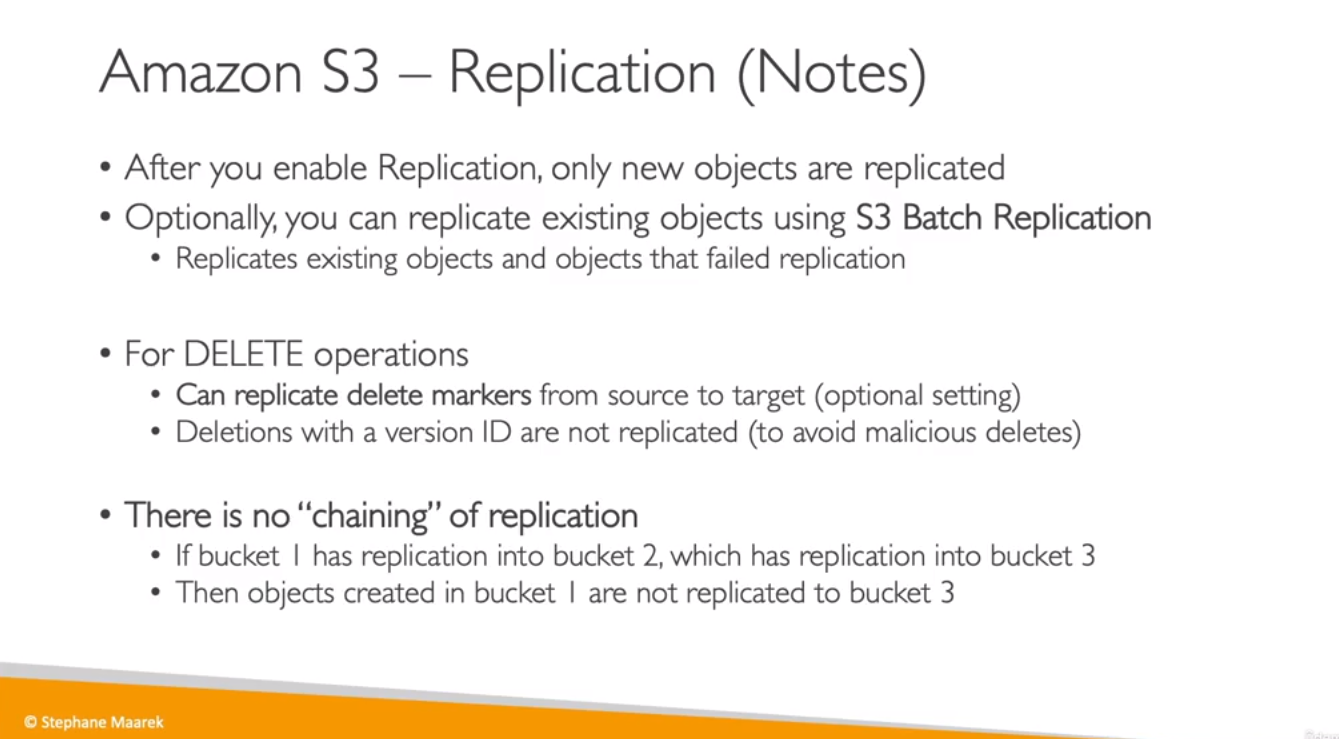 Amazon S3 – Replication (Notes)
• After you enable Replication, only new objects are replicated
• Optionally, you can replicate existing objects using S3 Batch Replication
• Replicates existing objects and objects that failed replication
• For DELETE operations
• Can replicate delete markers from source to target (optional setting)
• Deletions with a version ID are not replicated (to avoid malicious deletes)
• There is no “chaining” of replication
• If bucket 1 has replication into bucket 2, which has replication into bucket 3
• Then objects created in bucket 1 are not replicated to bucket 3
© Stephane Maarek